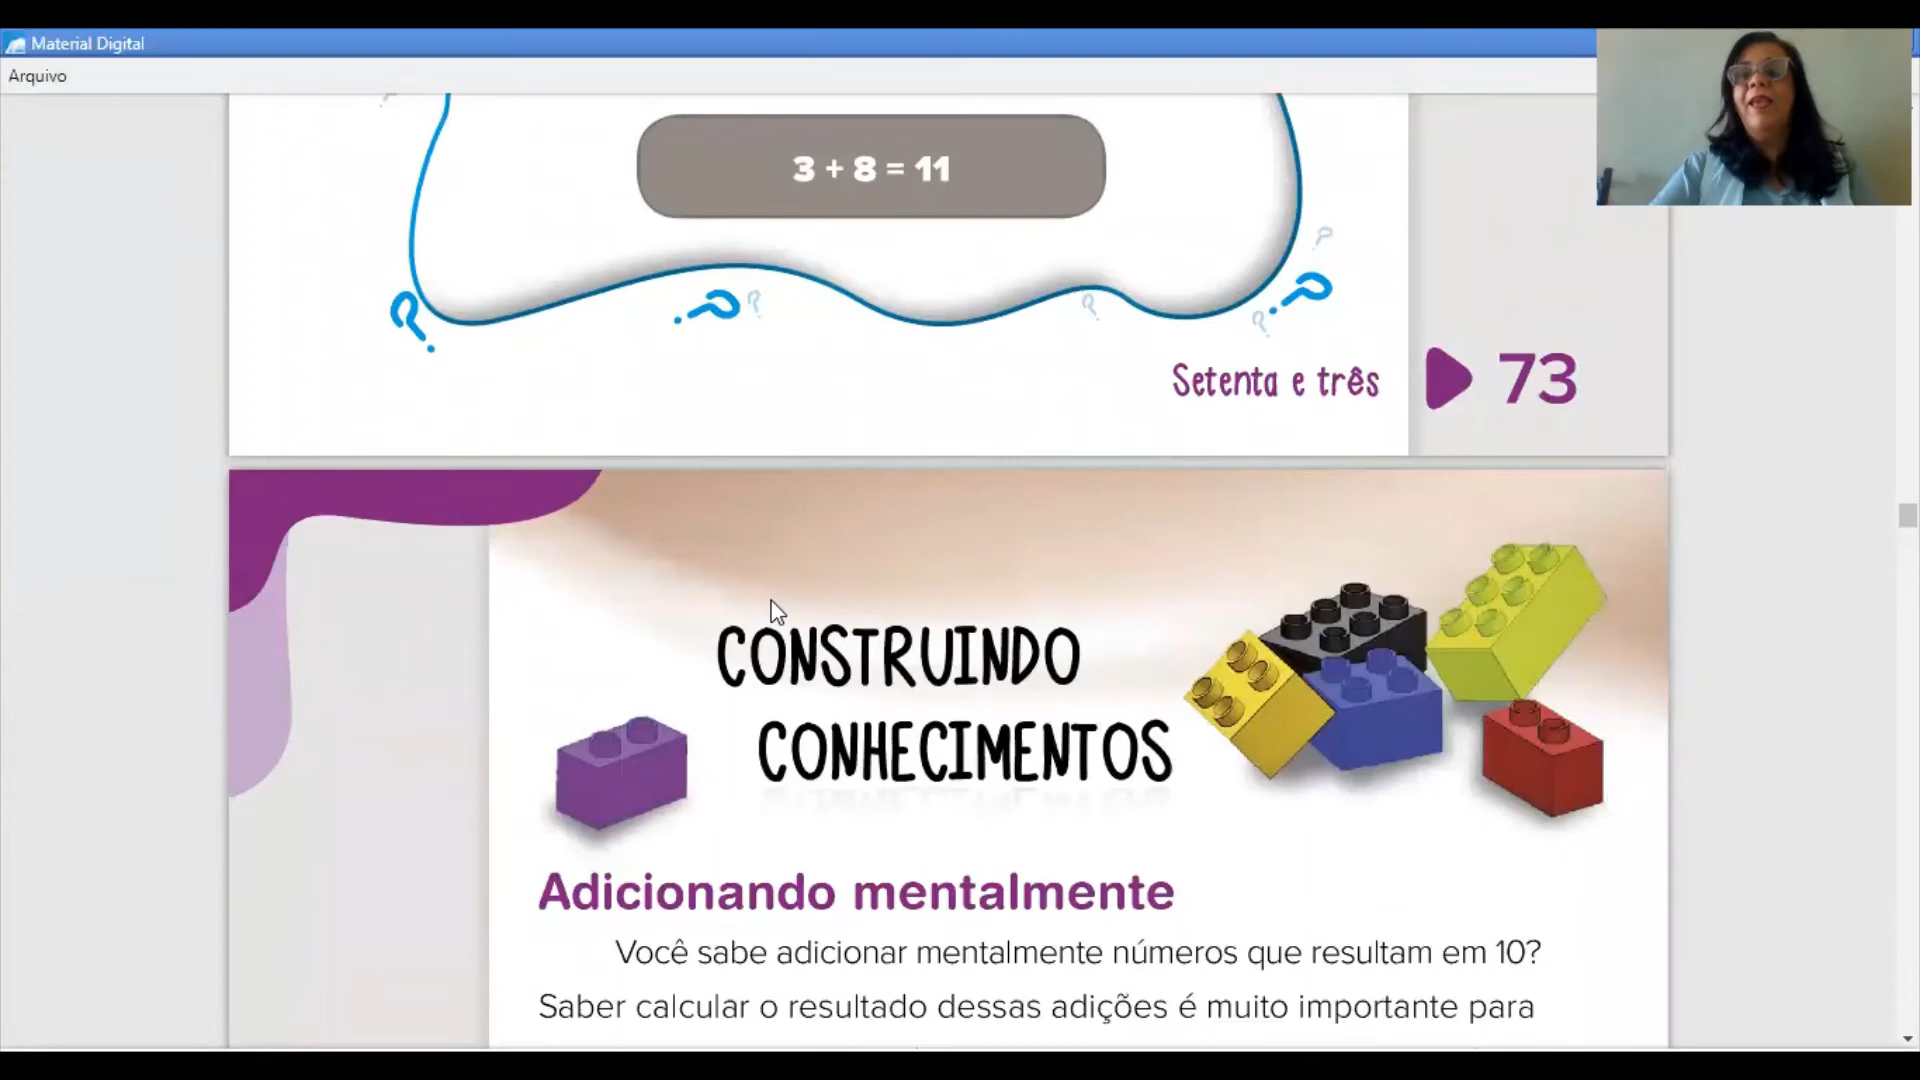 Material Digital
Arquivo
3 + 8 = 11
? ? ? ? ? ? ?
Setenta e três 73
CONSTRUINDO
CONHECIMENTOS
Adicionando mentalmente
Você sabe adicionar mentalmente números que resultam em 10?
Saber calcular o resultado dessas adições é muito importante para